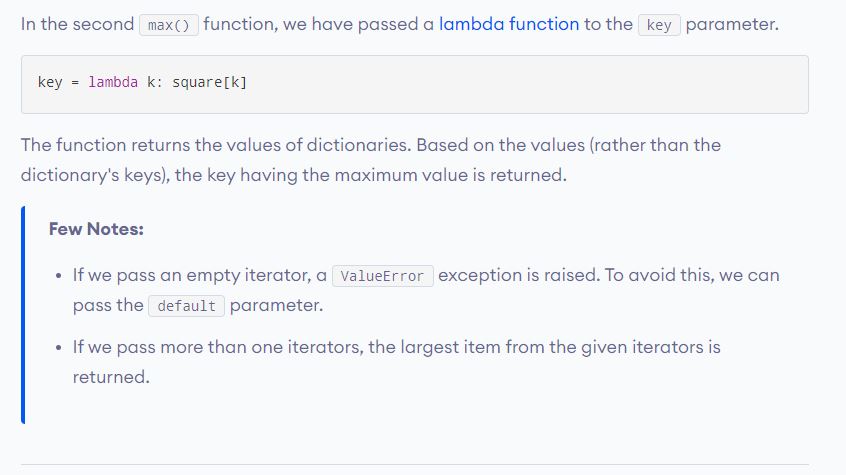 In the second max() function, we have passed a lambda function to the key parameter.
key = lambda k: square[k]
The function returns the values of dictionaries. Based on the values (rather than the
dictionary's keys), the key having the maximum value is returned.
Few Notes:
• If we pass an empty iterator, a ValueError exception is raised. To avoid this, we can
pass the default parameter.
• If we pass more than one iterators, the largest item from the given iterators is
returned.